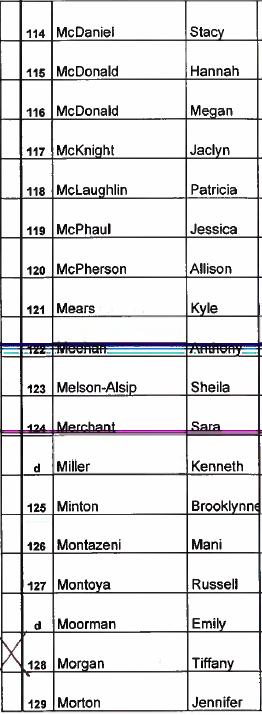 114 McDaniel Stacy
115 McDonald Hannah
116 McDonald Megan
117 McKnight Jaclyn
118 McLaughlin Patricia
119 McPhaul Jessica
120 McPherson Allison
121 Mears Kyle
122 Meehan Anthony
123 Melson-Alsip Sheila
124 Merchant Sara
d Miller Kenneth
125 Minton Brooklynne
126 Montazeni Mani
127 Montoya Russell
d Moorman Emily
128 Morgan Tiffany
129 Morton Jennifer